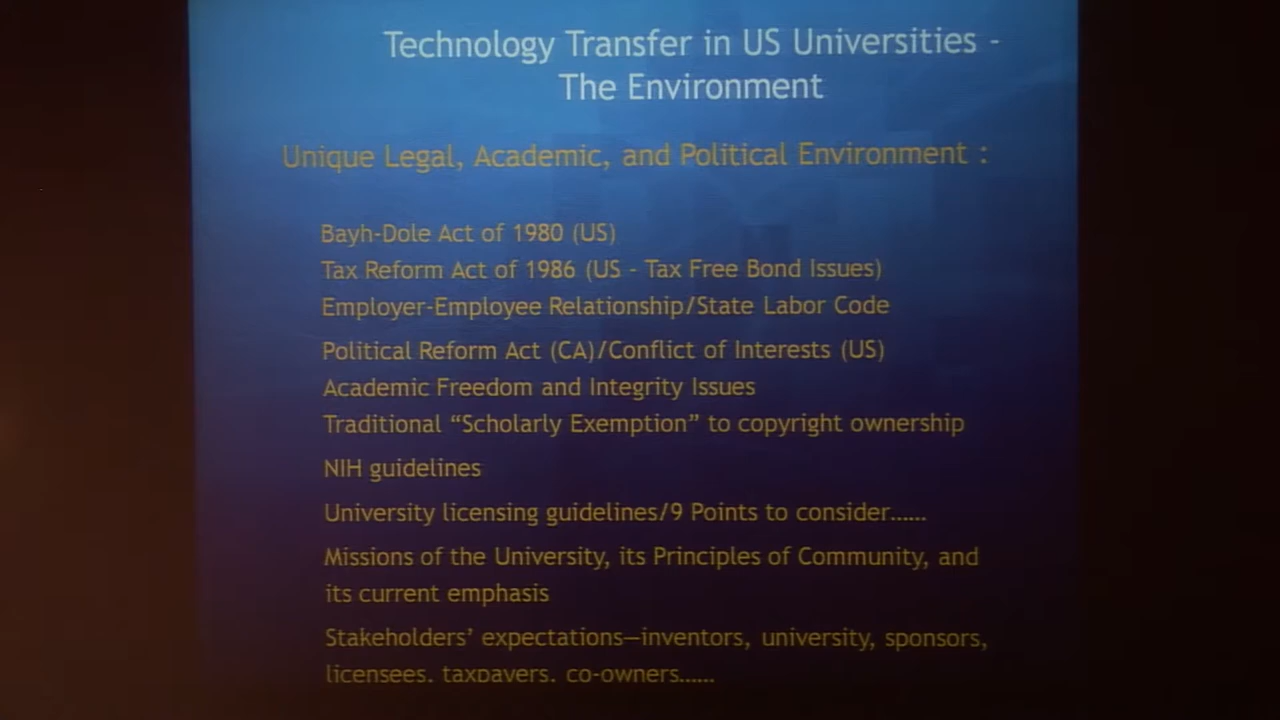 Technology Transfer in US Universities -
The Environment
Unique Legal, Academic, and Political Environment :
Bayh-Dole Act of 1980 (US)
Tax Reform Act of 1986 (US - Tax Free Bond Issues)
Employer-Employee Relationship/State Labor Code
Political Reform Act (CA)/Conflict of Interests (US)
Academic Freedom and Integrity Issues
Traditional “Scholarly Exemption” to copyright ownership
NIH guidelines
University licensing guidelines/9 Points to consider……
Missions of the University, its Principles of Community, and
its current emphasis
Stakeholders’ expectations—inventors, university, sponsors,
licensees, taxpayers, co-owners……